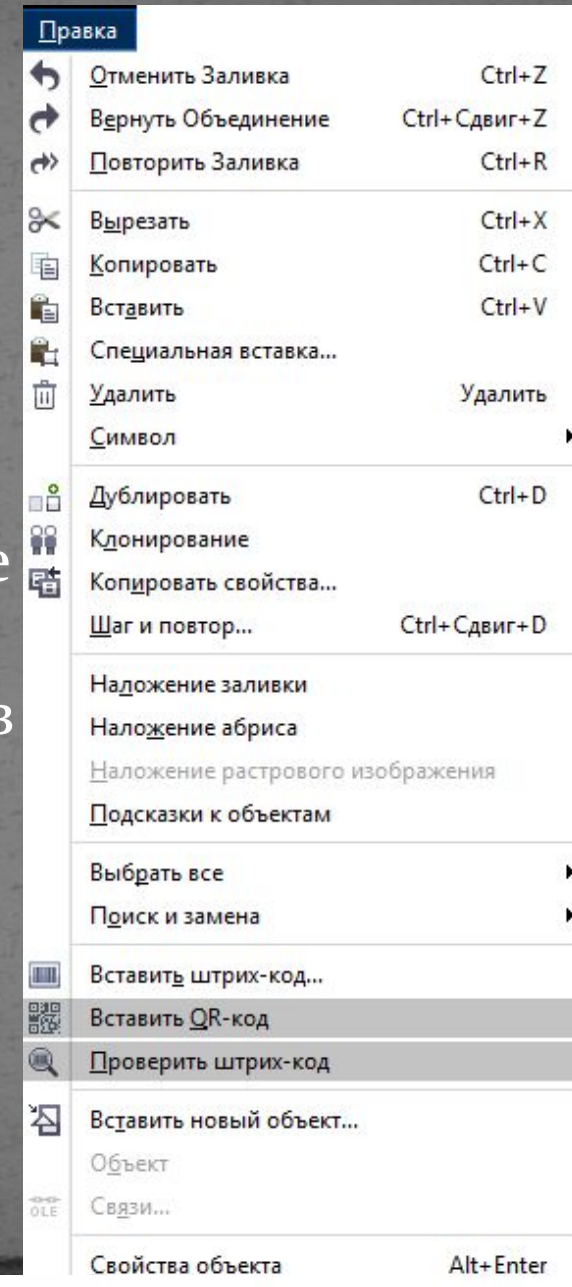 Правка
Отменить Заливка Ctrl+Z
Вернуть Объединение Ctrl+Сдвиг+Z
Повторить Заливка Ctrl+R
Вырезать Ctrl+X
Копировать Ctrl+C
Вставить Ctrl+V
Специальная вставка...
Удалить Удалить
Символ
Дублировать Ctrl+D
Клонирование
е
Копировать свойства...
Шаг и повтор... Ctrl+Сдвиг+D
Наложение заливки
в
Наложение абриса
Наложение растрового изображения
Подсказки к объектам
Выбрать все
Поиск и замена
Вставить штрих-код...
Вставить QR-код
Проверить штрих-код
Вставить новый объект...
Объект
OLE Связи...
Свойства объекта Alt+Enter